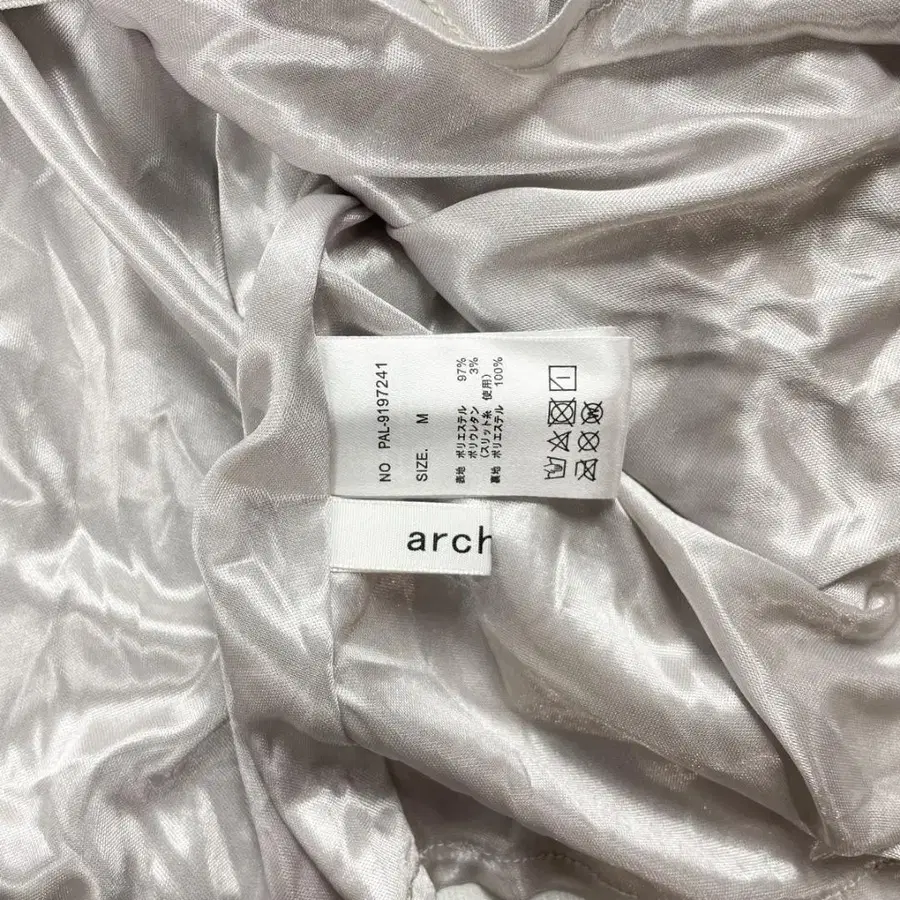 NO PAL-9197241
SIZE. M
表地 ポリエステル 97%
ポリウレタン 3%
(スリット糸 使用)
裏地 ポリエステル 100%
arch